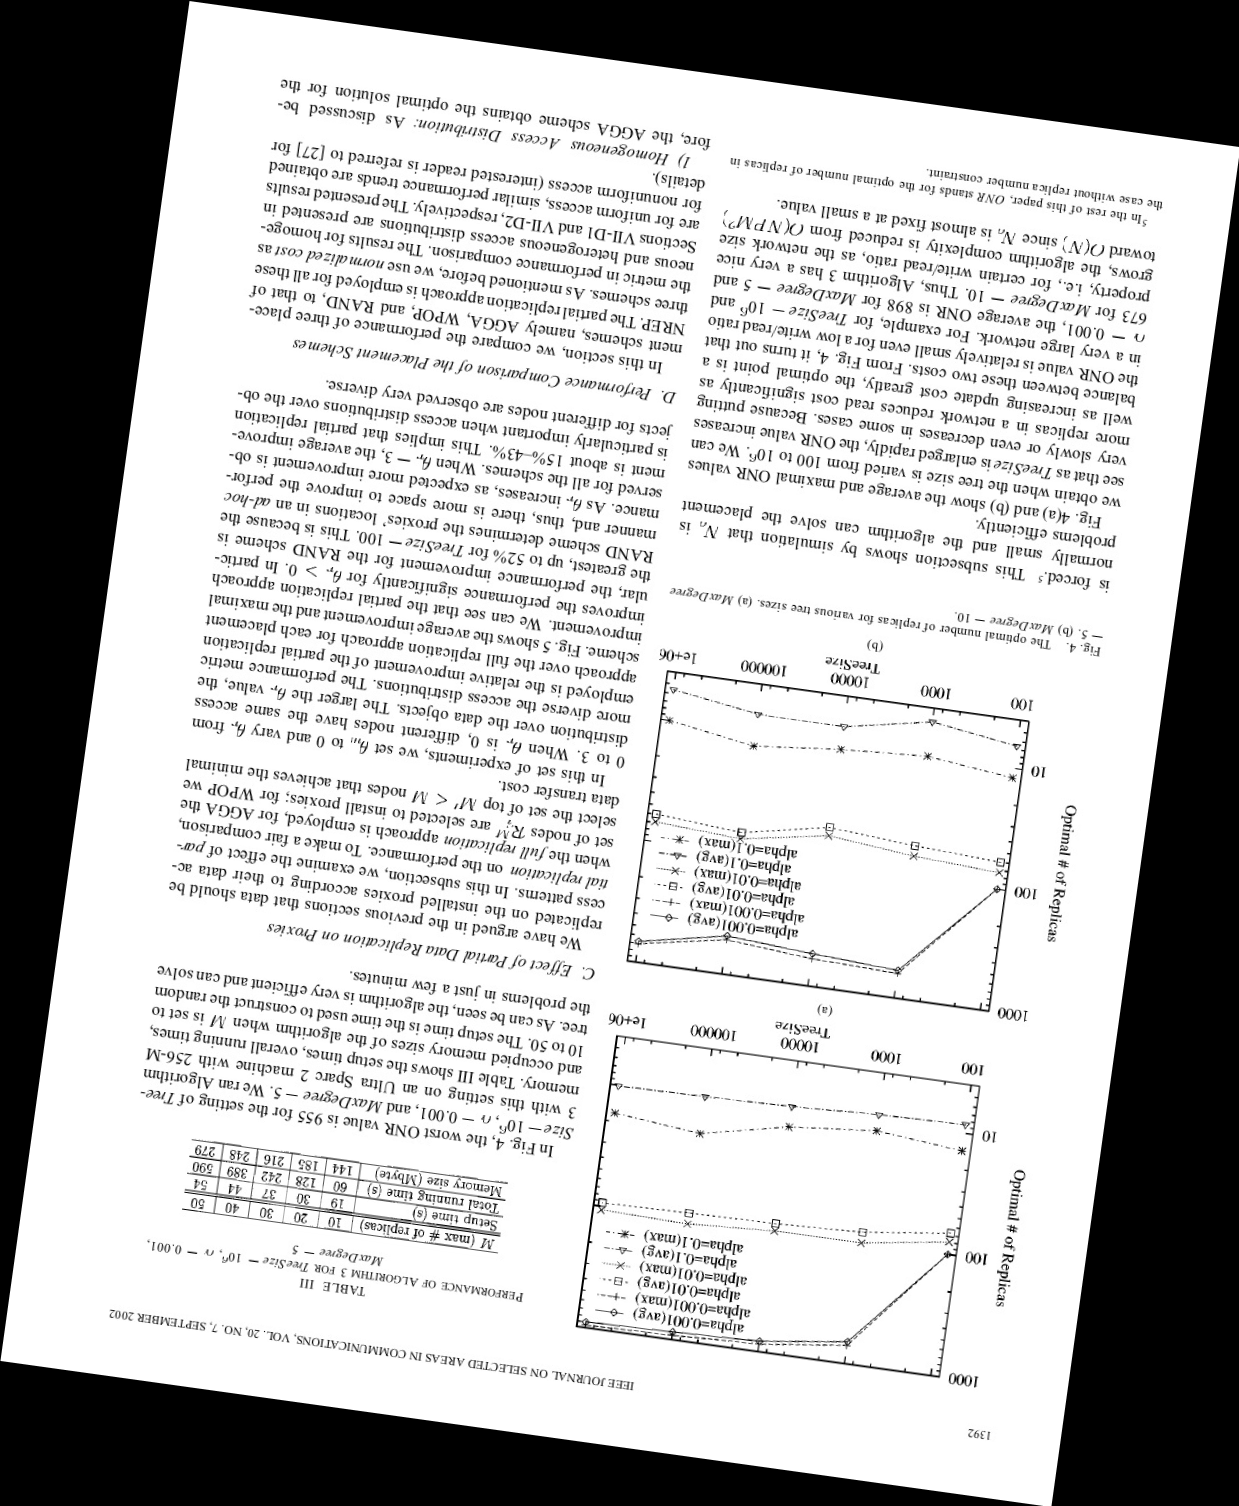 1392
IEEE JOURNAL ON SELECTED AREAS IN COMMUNICATIONS, VOL. 20, NO. 7, SEPTEMBER 2002
1000
100
10
Optimal # of Replicas
alpha=0.001(avg)
alpha=0.001(max)
alpha=0.01(avg)
alpha=0.01(max)
alpha=0.1(avg)
alpha=0.1(max)
100 1000 10000 100000 1e+06
TreeSize
(a)
1000
100
10
Optimal # of Replicas
alpha=0.001(avg)
alpha=0.001(max)
alpha=0.01(avg)
alpha=0.01(max)
alpha=0.1(avg)
alpha=0.1(max)
100 1000 10000 100000 1e+06
TreeSize
(b)
Fig. 4. The optimal number of replicas for various tree sizes. (a) MaxDegree
= 5. (b) MaxDegree = 10.
is forced.⁵ This subsection shows by simulation that Nₒ is
normally small and the algorithm can solve the placement
problems efficiently.
Fig. 4(a) and (b) show the average and maximal ONR values
we obtain when the tree size is varied from 100 to 10⁶. We can
see that as TreeSize is enlarged rapidly, the ONR value increases
very slowly or even decreases in some cases. Because putting
more replicas in a network reduces read cost significantly as
well as increasing update cost greatly, the optimal point is a
balance between these two costs. From Fig. 4, it turns out that
the ONR value is relatively small even for a low write/read ratio
in a very large network. For example, for TreeSize = 10⁶ and
α = 0.001, the average ONR is 898 for MaxDegree = 5 and
673 for MaxDegree = 10. Thus, Algorithm 3 has a very nice
property, i.e., for certain write/read ratio, as the network size
grows, the algorithm complexity is reduced from O(NPM²)
toward O(N) since Nₒ is almost fixed at a small value.
⁵In the rest of this paper, ONR stands for the optimal number of replicas in
the case without replica number constraint.
TABLE III
PERFORMANCE OF ALGORITHM 3 FOR TreeSize = 10⁶, α = 0.001,
MaxDegree = 5
M (max # of replicas) 10 20 30 40 50
Setup time (s) 19 30 37 44 54
Total running time (s) 60 128 242 389 590
Memory size (Mbyte) 144 185 216 248 279
In Fig. 4, the worst ONR value is 955 for the setting of Tree-
Size = 10⁶, α = 0.001, and MaxDegree = 5. We ran Algorithm
3 with this setting on an Ultra Sparc 2 machine with 256-M
memory. Table III shows the setup times, overall running times,
and occupied memory sizes of the algorithm when M is set to
10 to 50. The setup time is the time used to construct the random
tree. As can be seen, the algorithm is very efficient and can solve
the problems in just a few minutes.
C. Effect of Partial Data Replication on Proxies
We have argued in the previous sections that data should be
replicated on the installed proxies according to their data ac-
cess patterns. In this subsection, we examine the effect of par-
tial replication on the performance. To make a fair comparison,
when the full replication approach is employed, for AGGA the
set of nodes are selected to install proxies; for WPOP we
select the set of top M' < M nodes that achieves the minimal
data transfer cost.
In this set of experiments, we set θₙ to 0 and vary θᵣ from
0 to 3. When θᵣ is 0, different nodes have the same access
distribution over the data objects. The larger the θᵣ value, the
more diverse the access distributions. The performance metric
employed is the relative improvement of the partial replication
approach over the full replication approach for each placement
scheme. Fig. 5 shows the average improvement and the maximal
improvement. We can see that the partial replication approach
improves the performance significantly for θᵣ > 0. In partic-
ular, the performance improvement for the RAND scheme is
the greatest, up to 52% for TreeSize = 100. This is because the
RAND scheme determines the proxies' locations in an ad-hoc
manner and, thus, there is more space to improve the perfor-
mance. As θᵣ increases, as expected more improvement is ob-
served for all the schemes. When θᵣ = 3, the average improve-
ment is about 15%–43%. This implies that partial replication
is particularly important when access distributions over the ob-
jects for different nodes are observed very diverse.
D. Performance Comparison of the Placement Schemes
In this section, we compare the performance of three place-
ment schemes, namely AGGA, WPOP, and RAND, to that of
NREP. The partial replication approach is employed for all these
three schemes. As mentioned before, we use normalized cost as
the metric in performance comparison. The results for homoge-
neous and heterogeneous access distributions are presented in
Sections VII-D1 and VII-D2, respectively. The presented results
are for uniform access, similar performance trends are obtained
for nonuniform access (interested reader is referred to [27] for
details).
1) Homogeneous Access Distribution: As discussed be-
fore, the AGGA scheme obtains the optimal solution for the